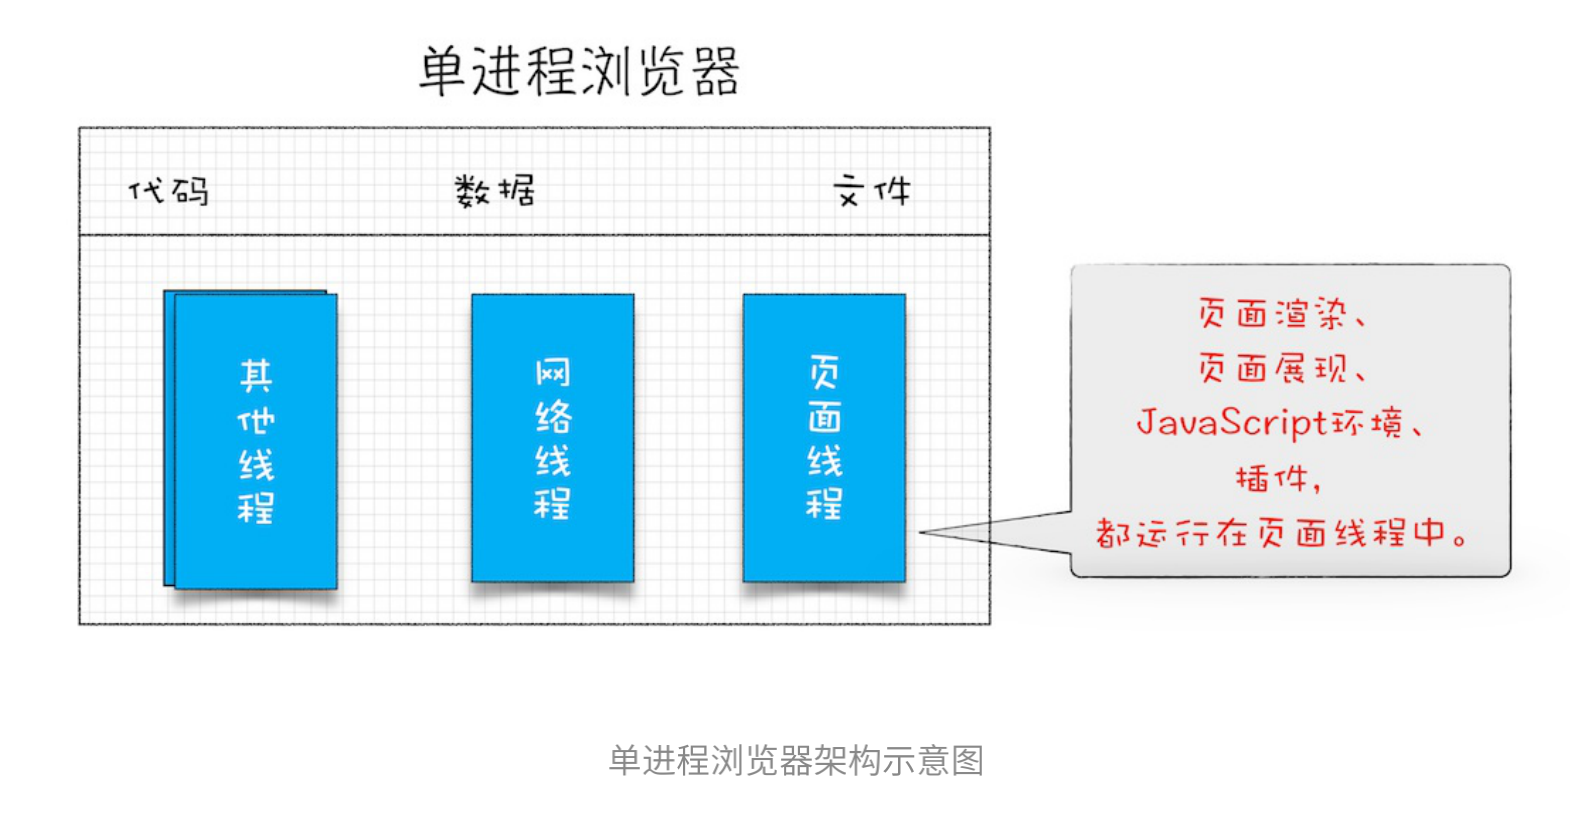 单进程浏览器
代码
数据
文件
其他线程
网络线程
页面线程
页面渲染、
页面展现、
JavaScript环境、
插件，
都运行在页面线程中。
单进程浏览器架构示意图